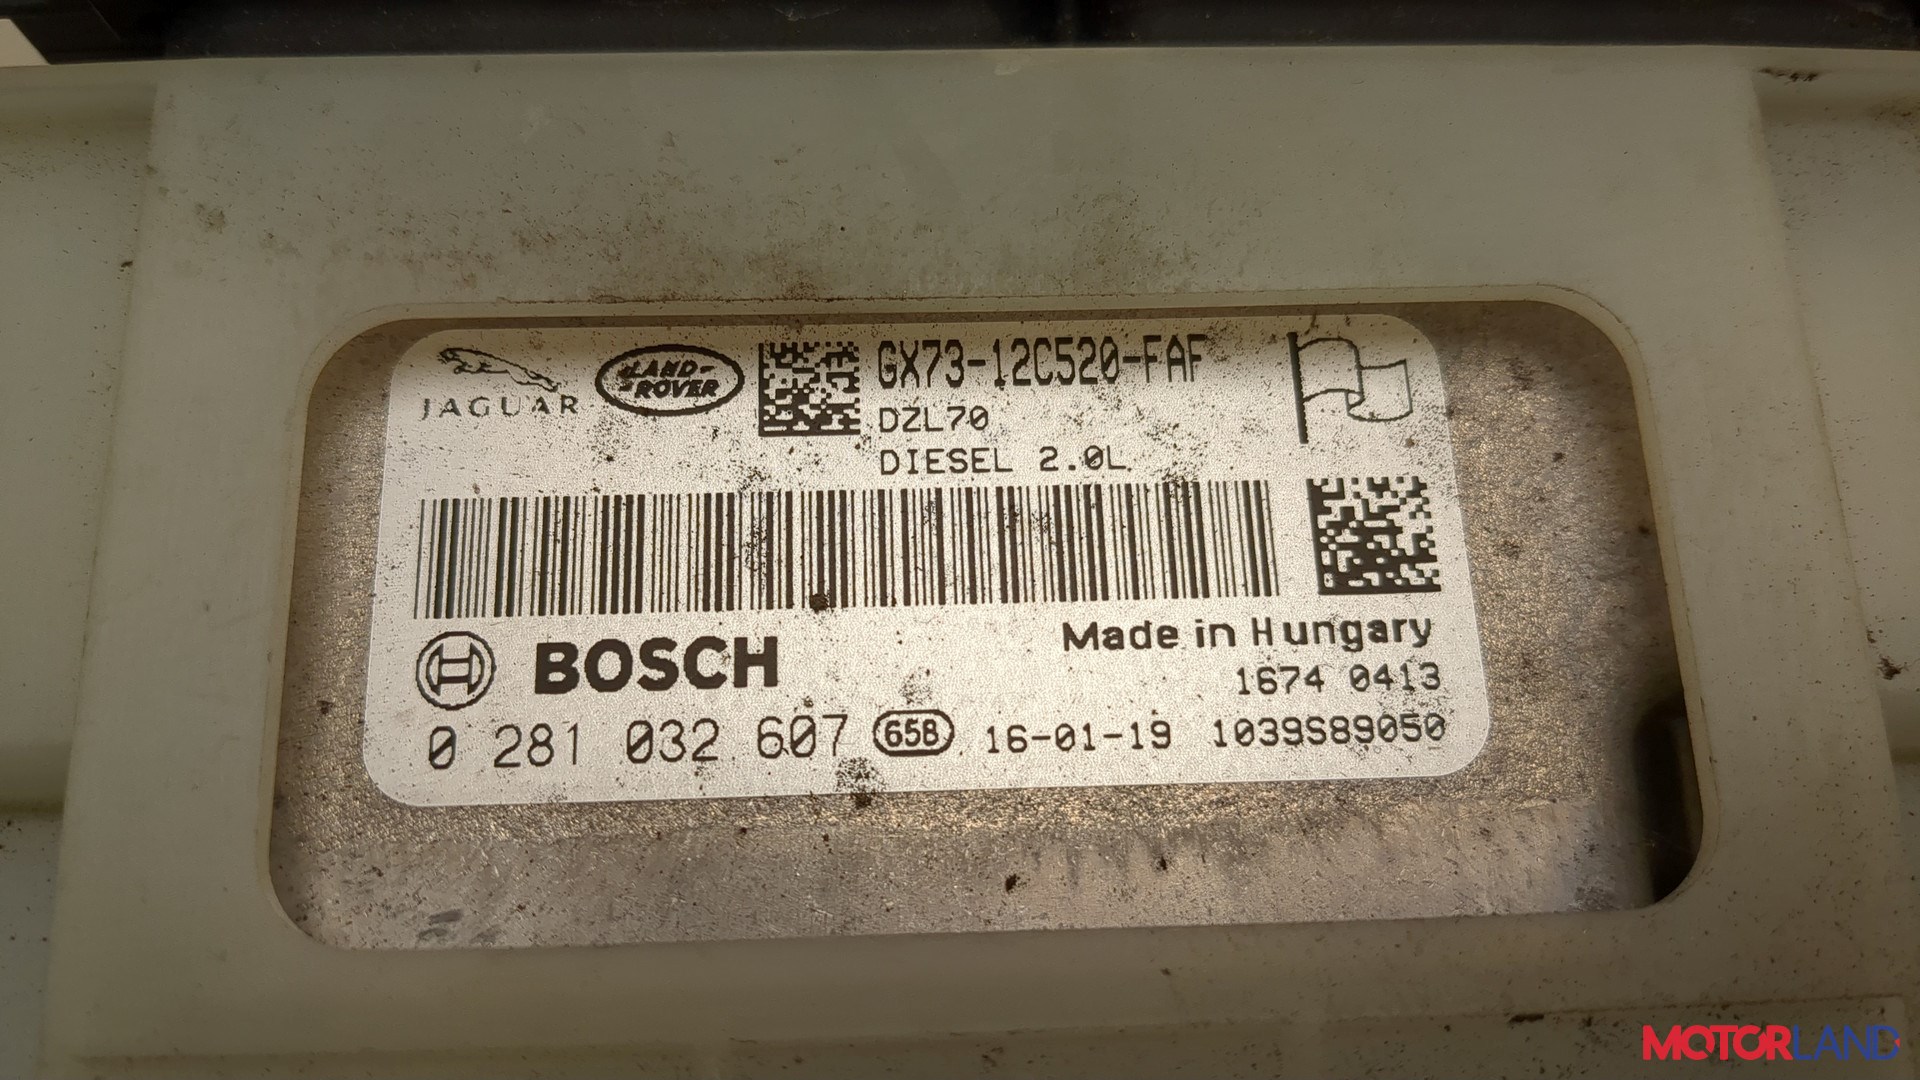 JAGUAR
LAND-
ROVER
GX73-12C520-FAF
DZL70
DIESEL 2.0L
BOSCH
Made in Hungary
1674 0413
0 281 032 607 65B 16-01-19 1039S89050
MOTORLAND